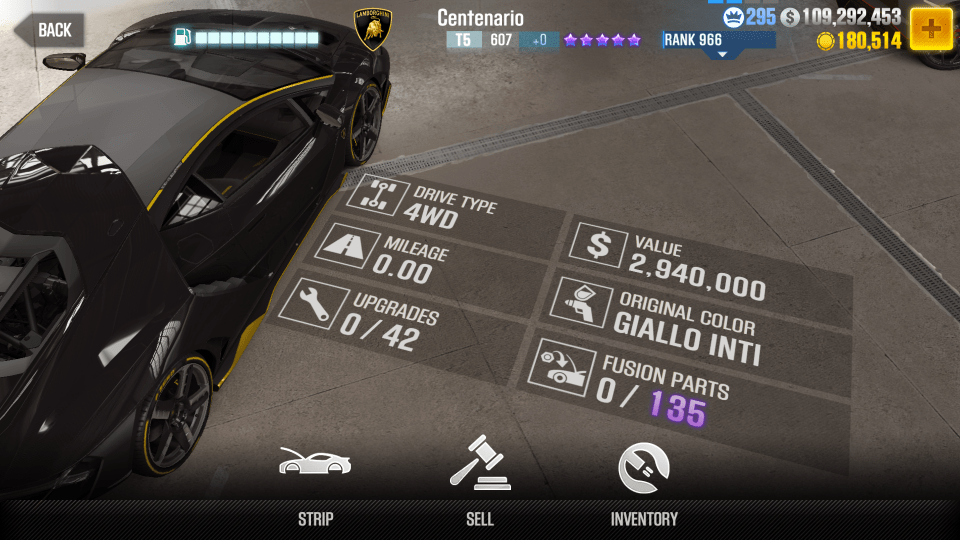 BACK
LAMBORGHINI
Centenario
T5 607 +0
RANK 966
295 $ 109,292,453
180,514
DRIVE TYPE
4WD
MILEAGE
0.00
UPGRADES
0 / 42
$ VALUE
2,940,000
ORIGINAL COLOR
GIALLO INTI
FUSION PARTS
0 / 135
STRIP
SELL
INVENTORY